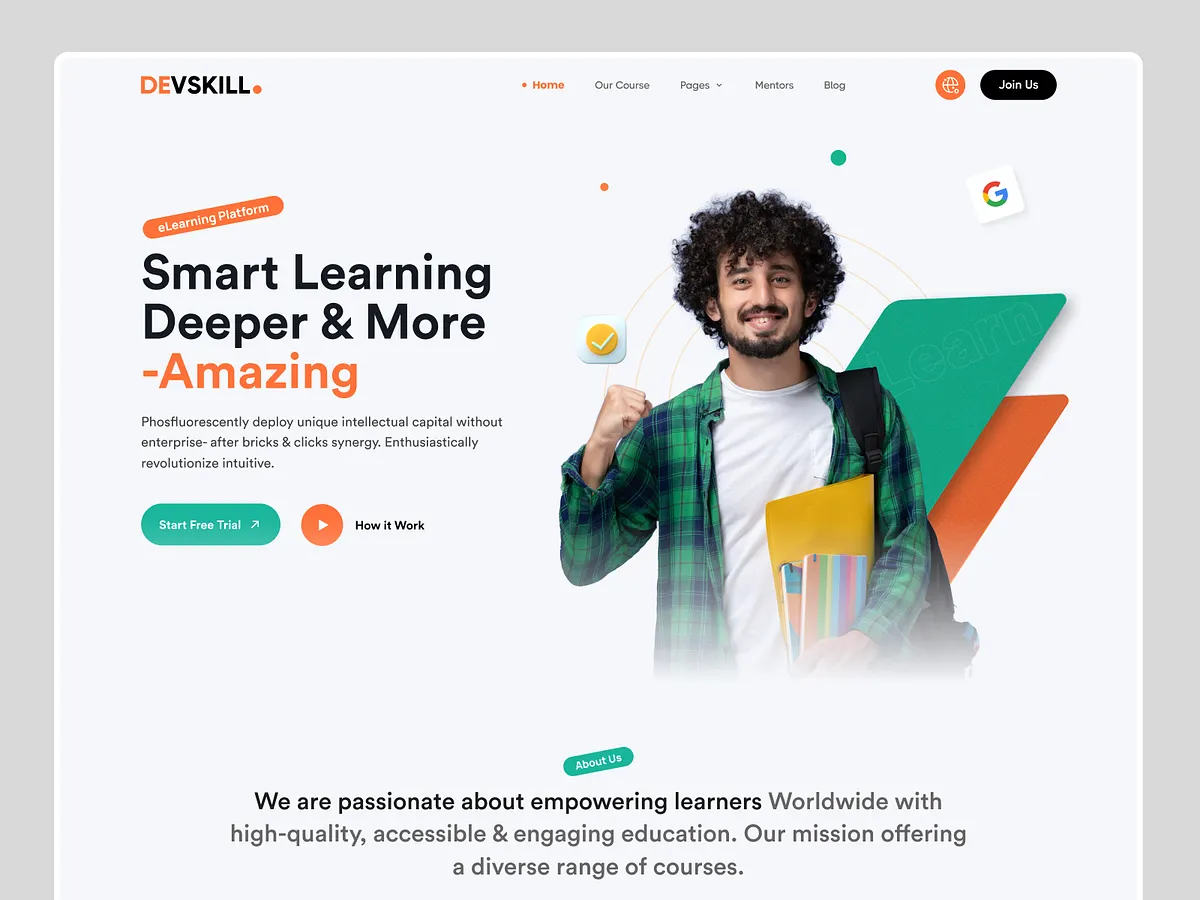 DEVSKILL.
Home
Our Course
Pages
Mentors
Blog
Join Us
eLearning Platform
Smart Learning
Deeper & More
-Amazing
Phosfluorescently deploy unique intellectual capital without
enterprise- after bricks & clicks synergy. Enthusiastically
revolutionize intuitive.
Start Free Trial
How it Work
G
Learn
About Us
We are passionate about empowering learners Worldwide with
high-quality, accessible & engaging education. Our mission offering
a diverse range of courses.